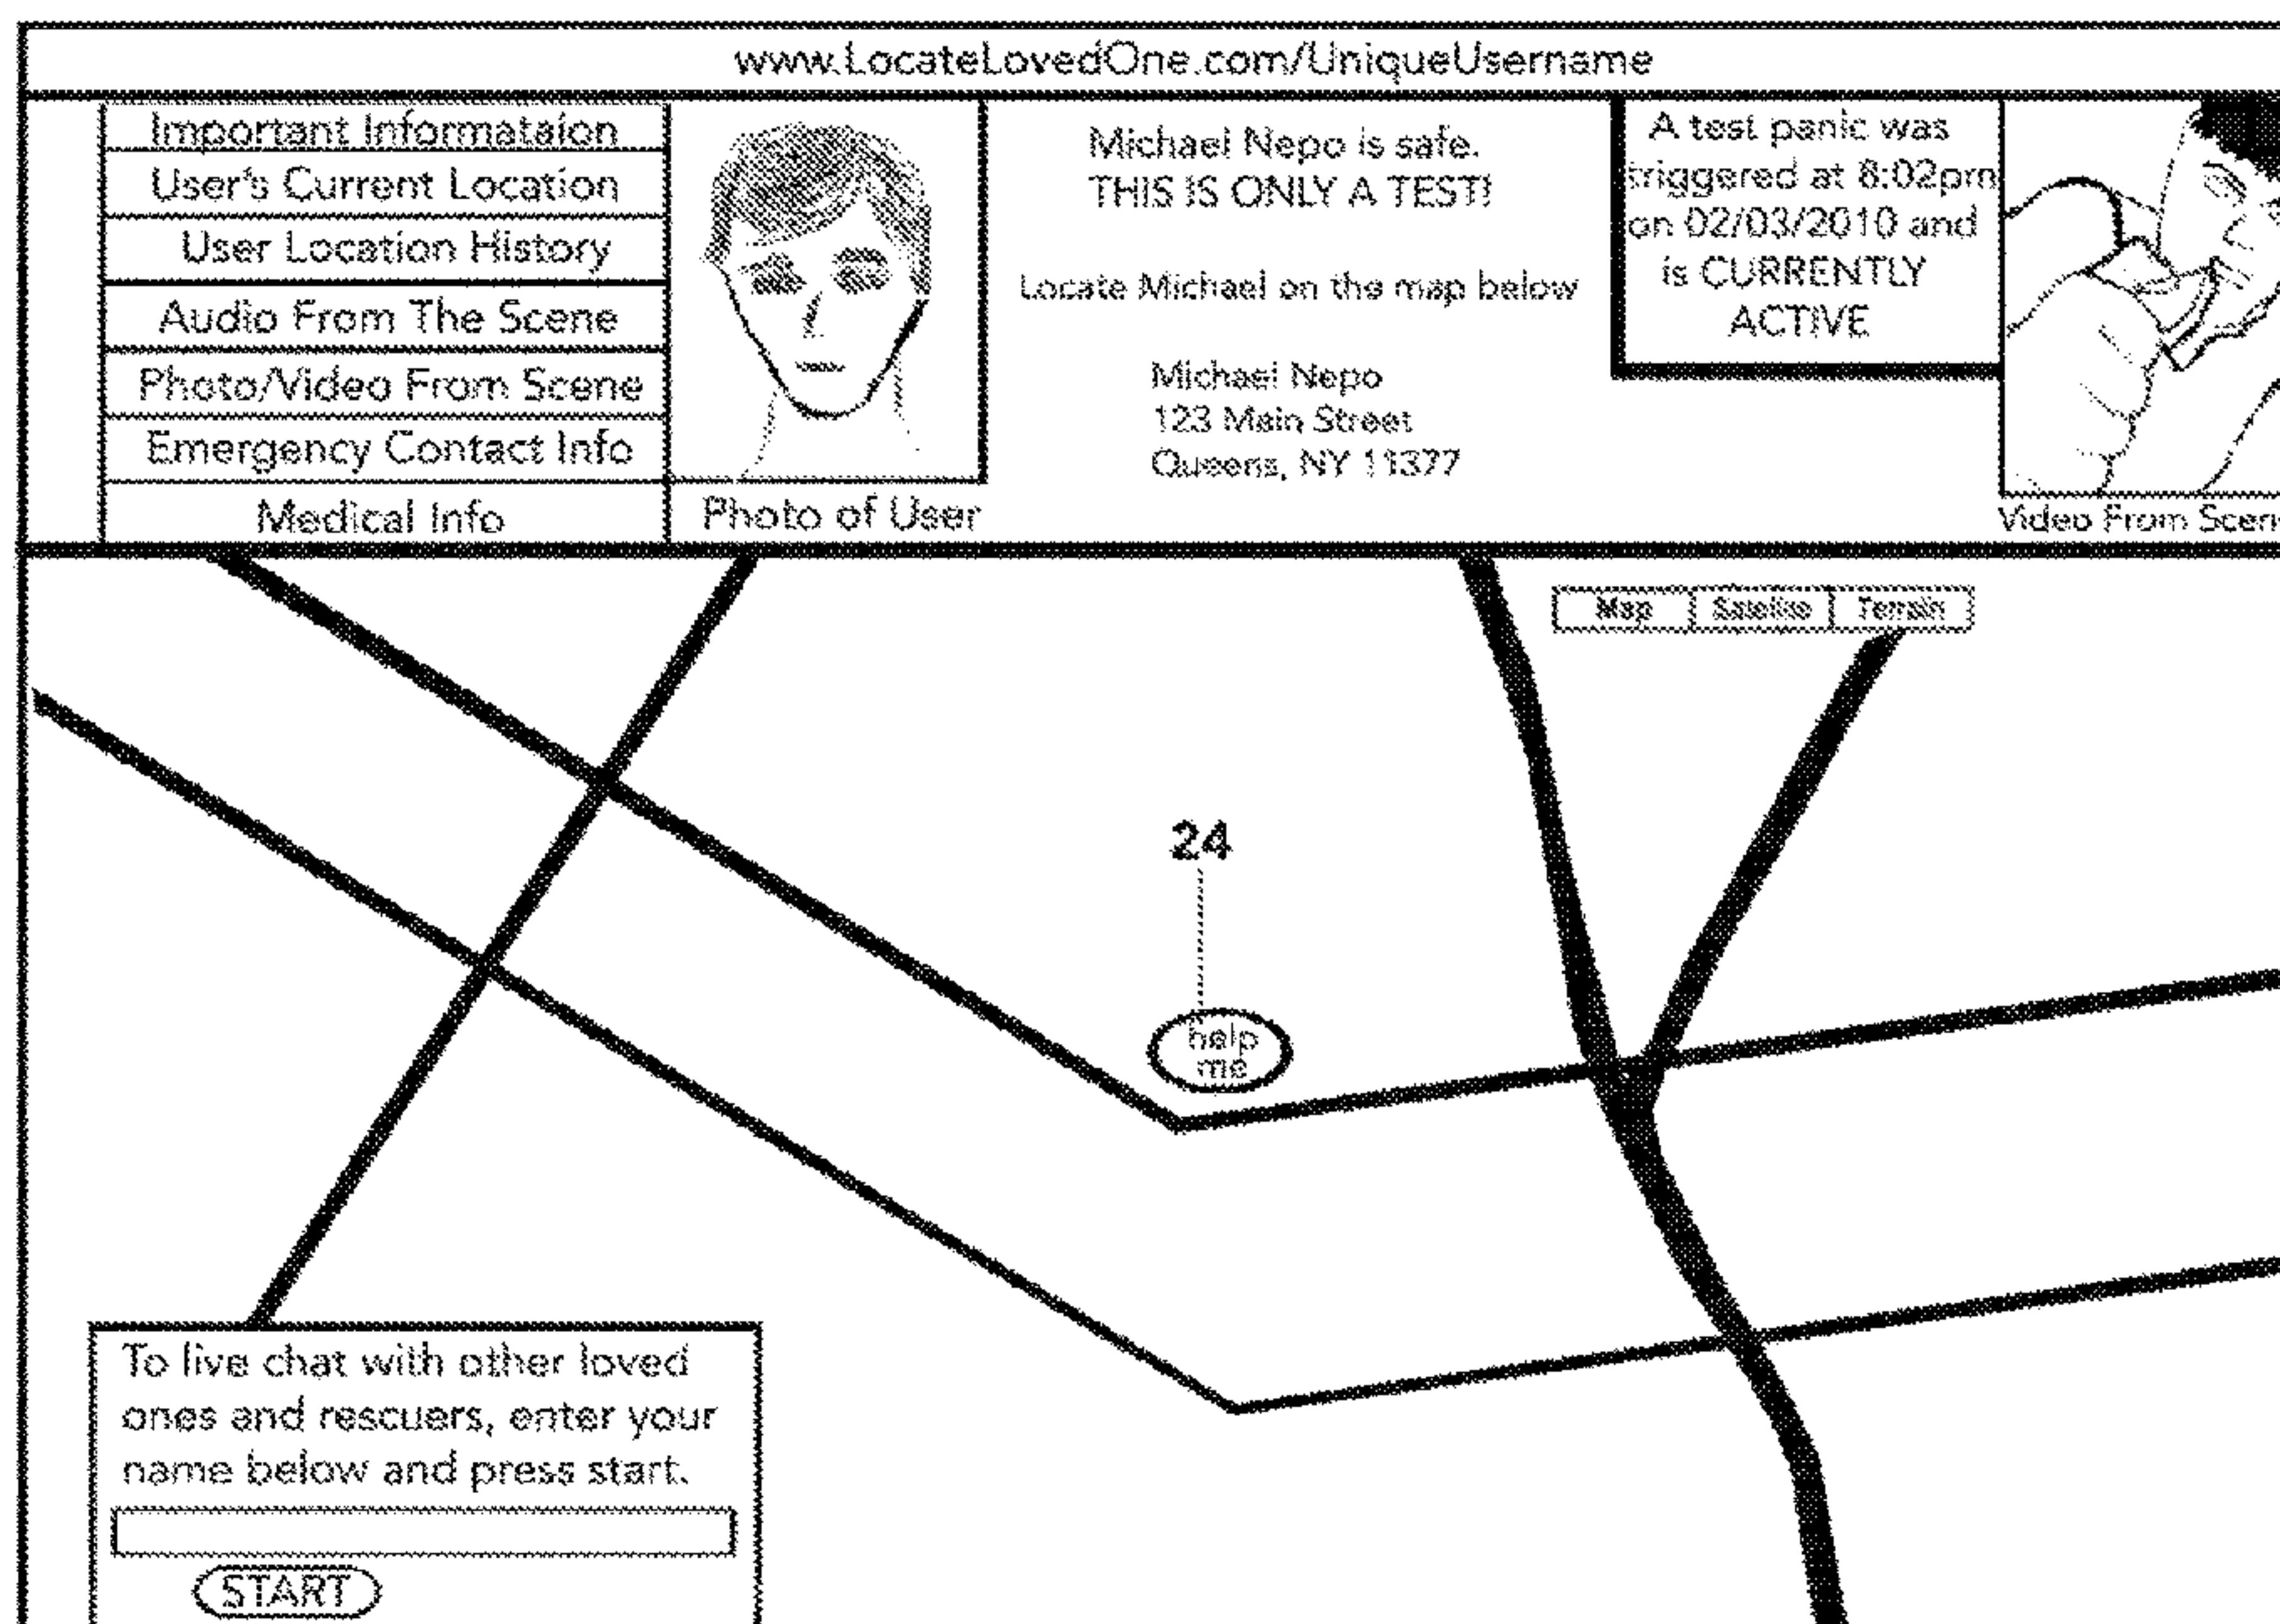 www.LocateLovedOne.com/UniqueUsername
Important Informataion
User's Current Location
User Location History
Audio From The Scene
Photo/Video From Scene
Emergency Contact Info
Medical Info
Photo of User
Michael Nepo is safe.
THIS IS ONLY A TEST!
Locate Michael on the map below
Michael Nepo
123 Main Street
Queens, NY 11377
A test panic was
triggered at 8:02pm
on 02/03/2010 and
is CURRENTLY
ACTIVE
Video From Scen
Map Satellite Terrain
24
help
me
To live chat with other loved
ones and rescuers, enter your
name below and press start.
START